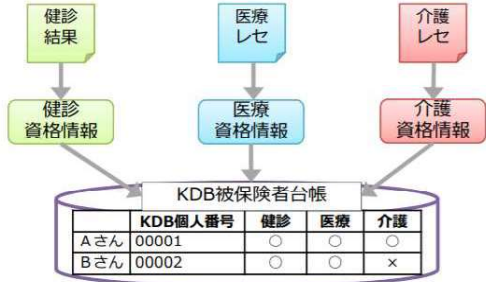 健診
結果
医療
レセ
介護
レセ
健診
資格情報
医療
資格情報
介護
資格情報
KDB被保険者台帳
KDB個人番号 健診 医療 介護
Aさん 00001 ○ ○ ○
Bさん 00002 ○ ○ ×